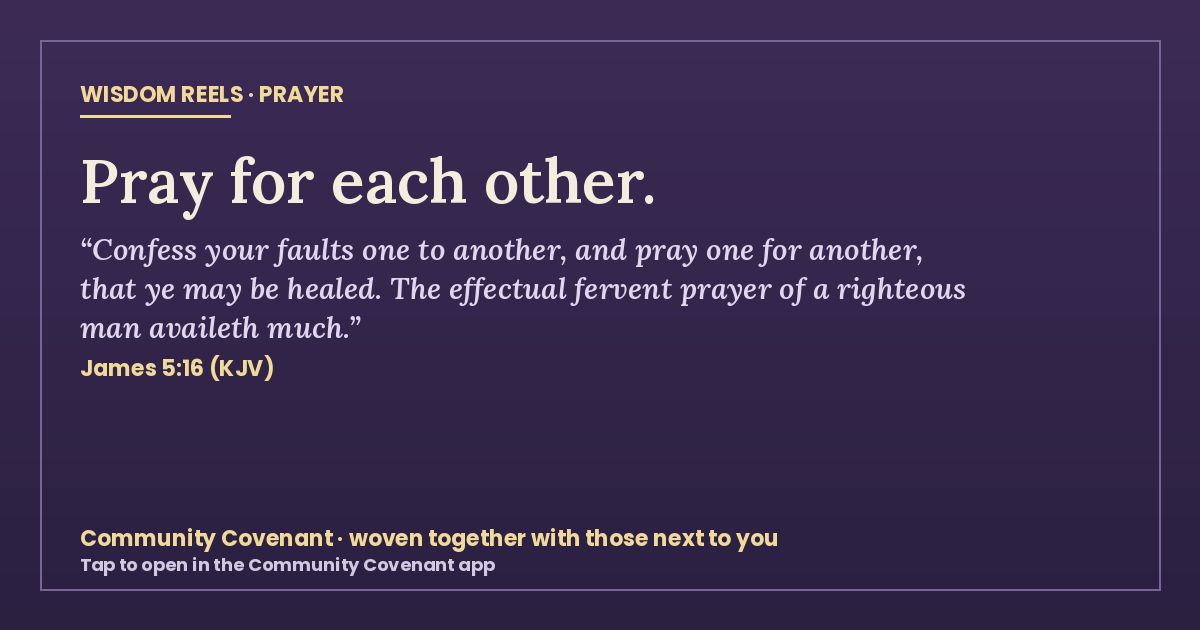 WISDOM REELS · PRAYER
Pray for each other.
“Confess your faults one to another, and pray one for another,
that ye may be healed. The effectual fervent prayer of a righteous
man availeth much.”
James 5:16 (KJV)
Community Covenant · woven together with those next to you
Tap to open in the Community Covenant app